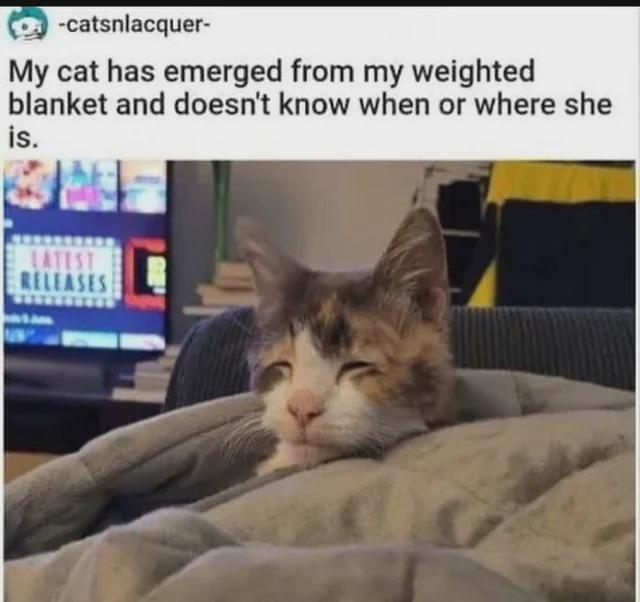 -catsnlacquer-
My cat has emerged from my weighted
blanket and doesn't know when or where she
is.
LATEST
RELEASES